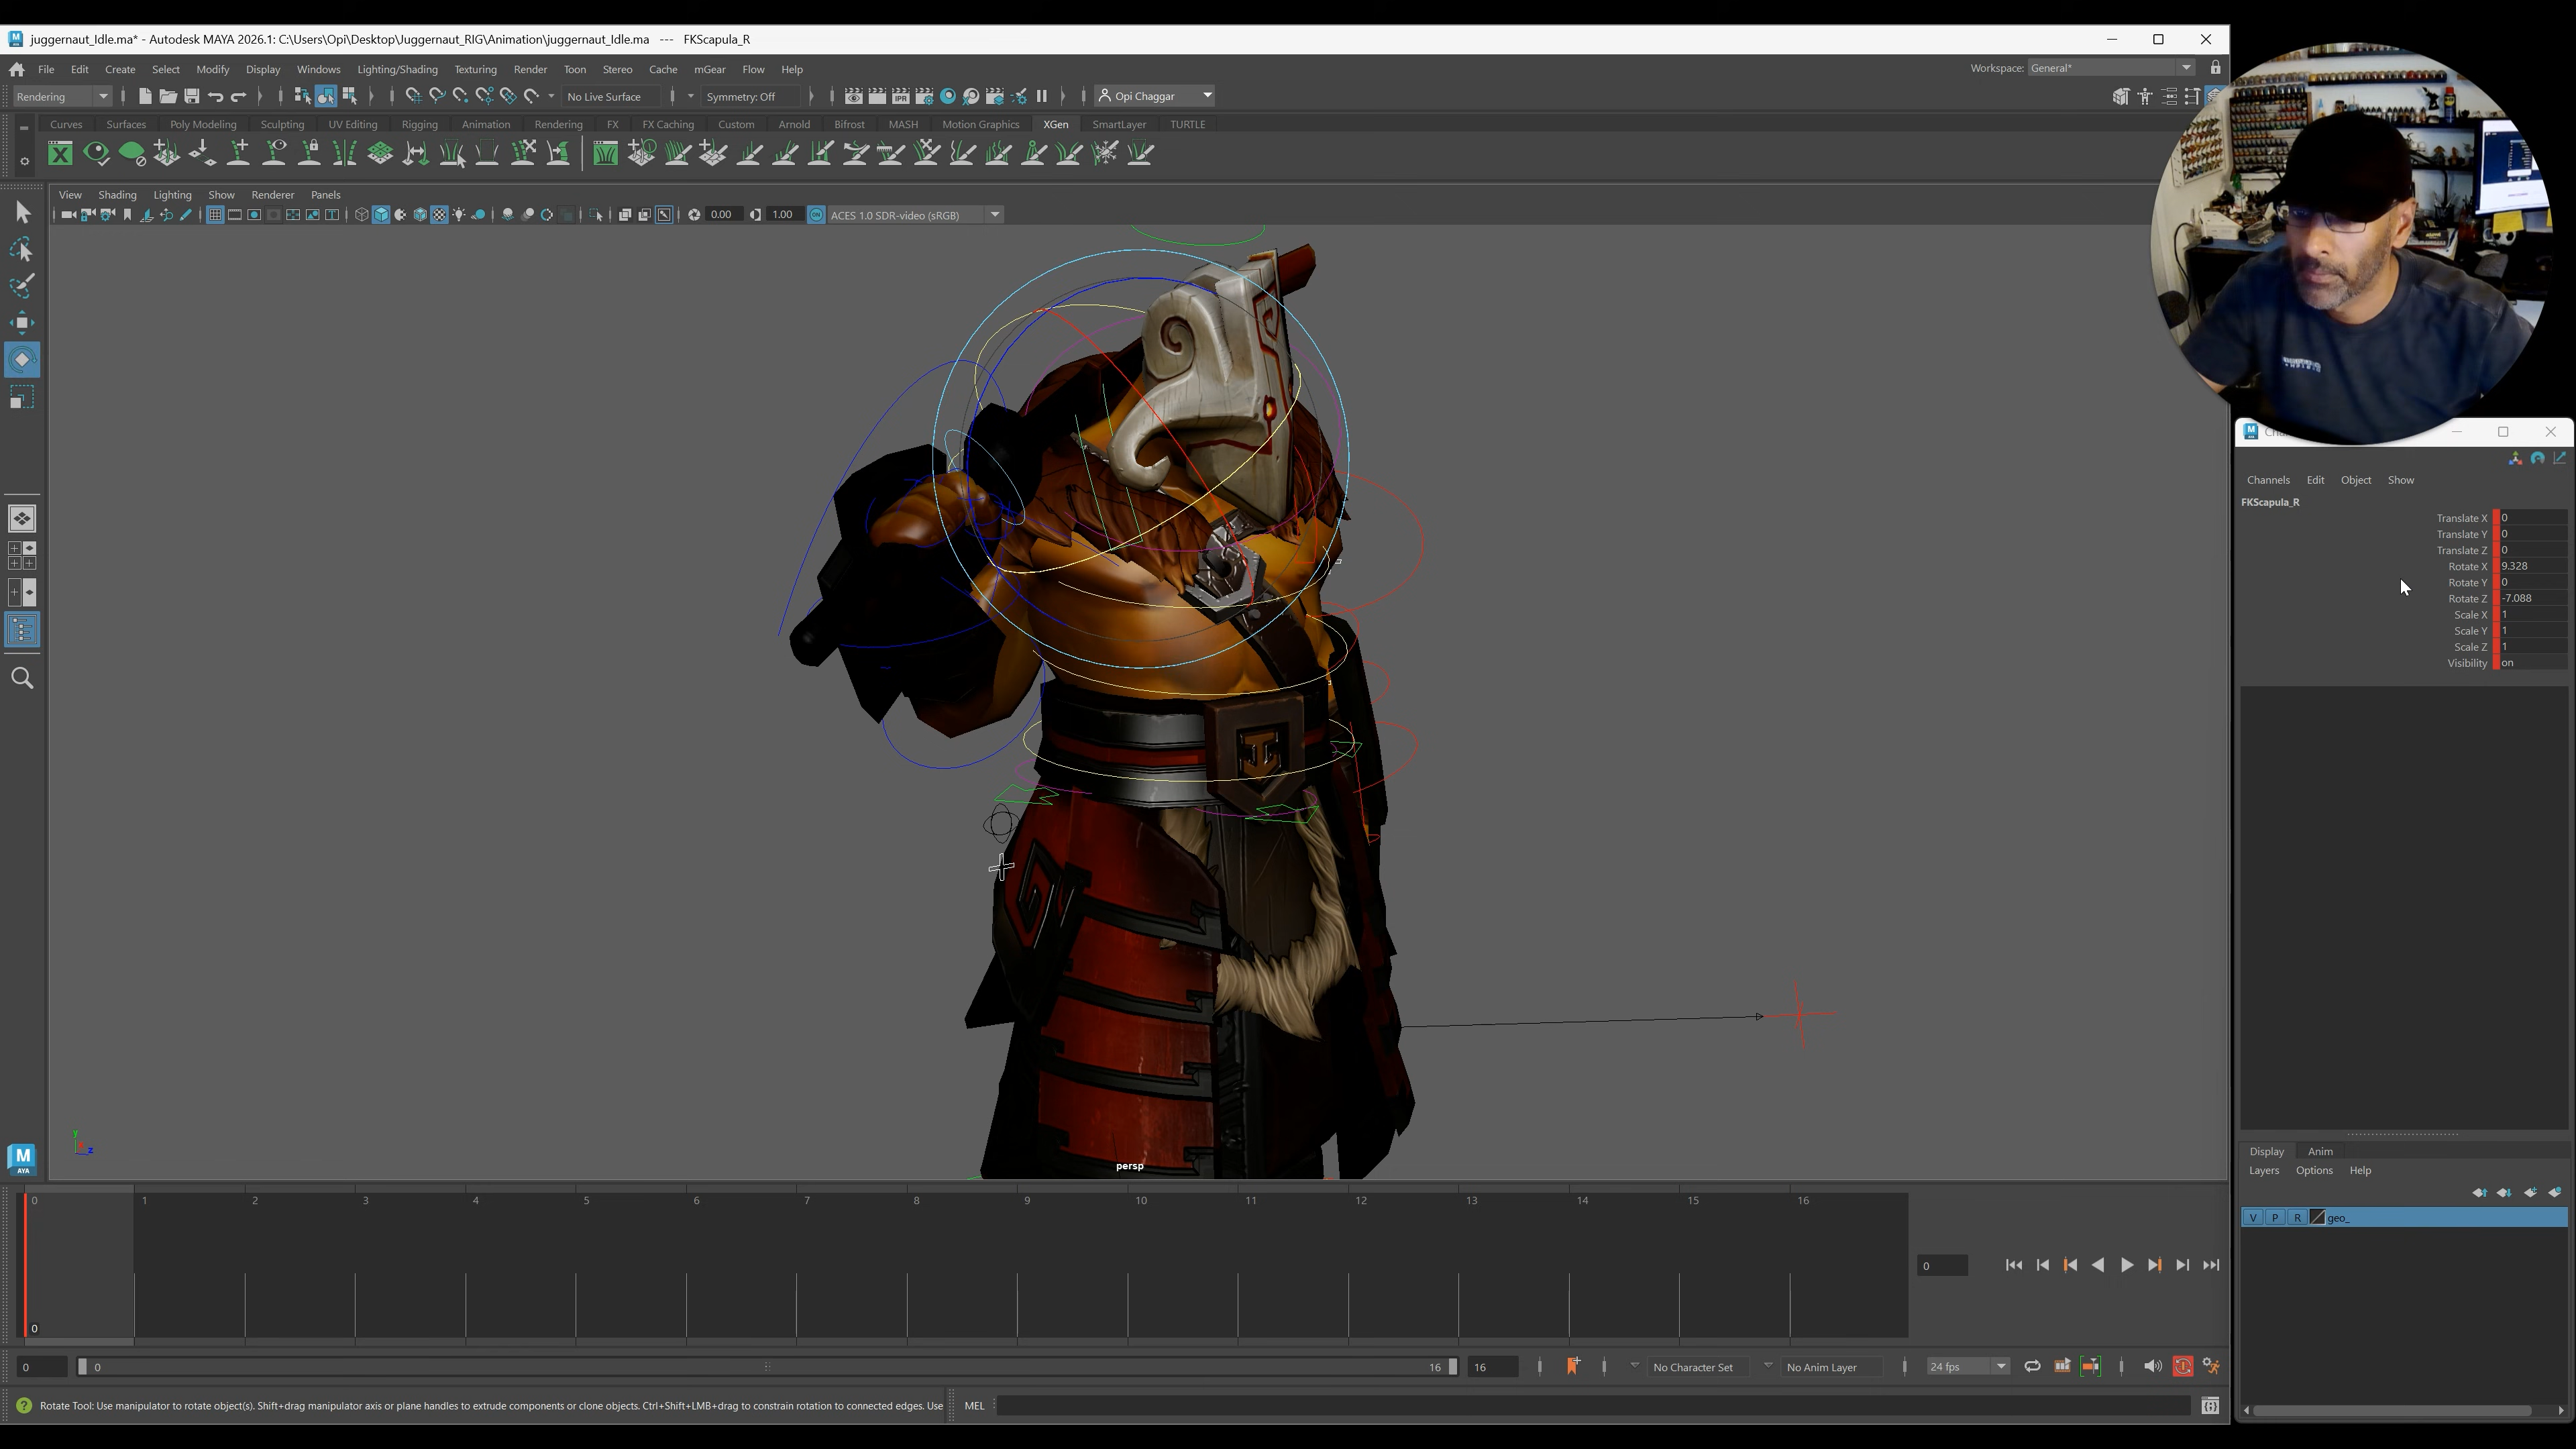 juggernaut_Idle.ma* - Autodesk MAYA 2026.1: C:\Users\Opi\Desktop\Juggernaut_RIG\Animation\juggernaut_Idle.ma --- FKScapula_R
File Edit Create Select Modify Display Windows Lighting/Shading Texturing Render Toon Stereo Cache mGear Flow Help
Workspace: General*
Rendering No Live Surface Symmetry: Off IPR Opi Chaggar
Curves Surfaces Poly Modeling Sculpting UV Editing Rigging Animation Rendering FX FX Caching Custom Arnold Bifrost MASH Motion Graphics XGen SmartLayer TURTLE
View Shading Lighting Show Renderer Panels
0.00 1.00 ON ACES 1.0 SDR-video (sRGB)
Channels Edit Object Show
FKScapula_R
Translate X 0
Translate Y 0
Translate Z 0
Rotate X 9.328
Rotate Y 0
Rotate Z -7.088
Scale X 1
Scale Y 1
Scale Z 1
Visibility on
y
z
persp
M
AYA
Display Anim
Layers Options Help
V P R geo_
0 1 2 3 4 5 6 7 8 9 10 11 12 13 14 15 16
0
0
0 0 16 16 No Character Set No Anim Layer 24 fps
Rotate Tool: Use manipulator to rotate object(s). Shift+drag manipulator axis or plane handles to extrude components or clone objects. Ctrl+Shift+LMB+drag to constrain rotation to connected edges. Use
MEL